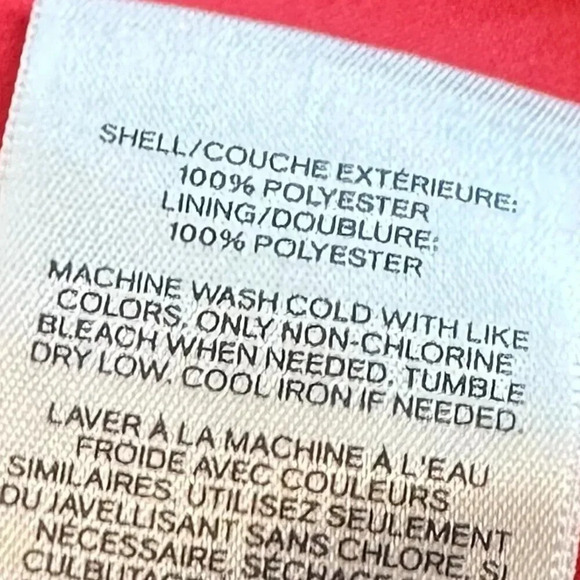 SHELL/COUCHE EXTÉRIEURE:
100% POLYESTER
LINING/DOUBLURE:
100% POLYESTER
MACHINE WASH COLD WITH LIKE
COLORS, ONLY NON-CHLORINE
BLEACH WHEN NEEDED, TUMBLE
DRY LOW, COOL IRON IF NEEDED.
LAVER À LA MACHINE À L'EAU
FROIDE AVEC COULEURS
SIMILAIRES, UTILISEZ SEULEMENT
DU JAVELLISANT SANS CHLORE, SI
NÉCESSAIRE,